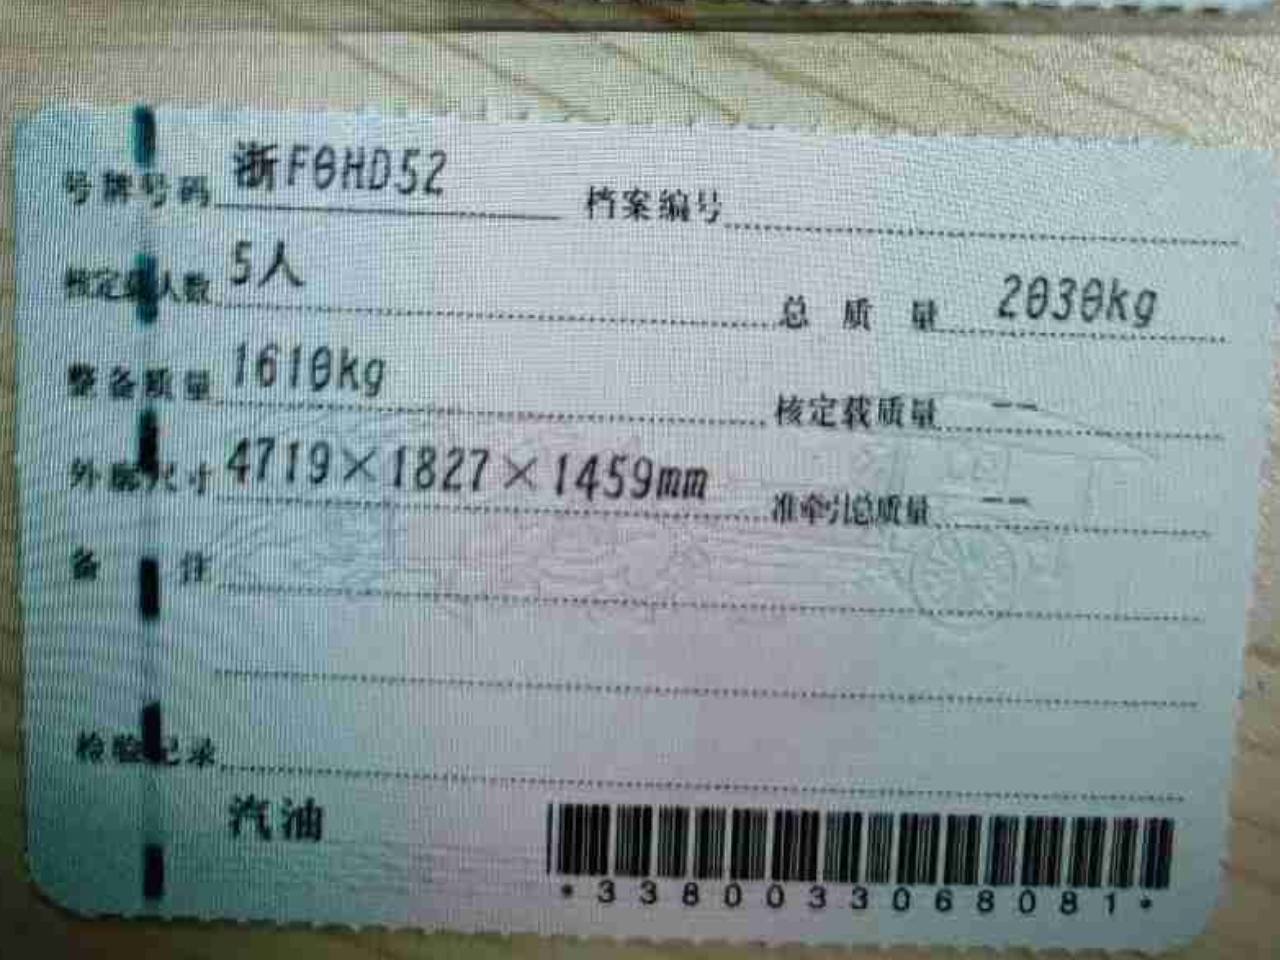 号牌号码 浙F0HD52 档案编号
核定载人数 5人 总质量 2030kg
整备质量 1610kg 核定载质量 --
外廓尺寸 4719×1827×1459mm 准牵引总质量 --
备注
检验记录
汽油
*3380033068081*